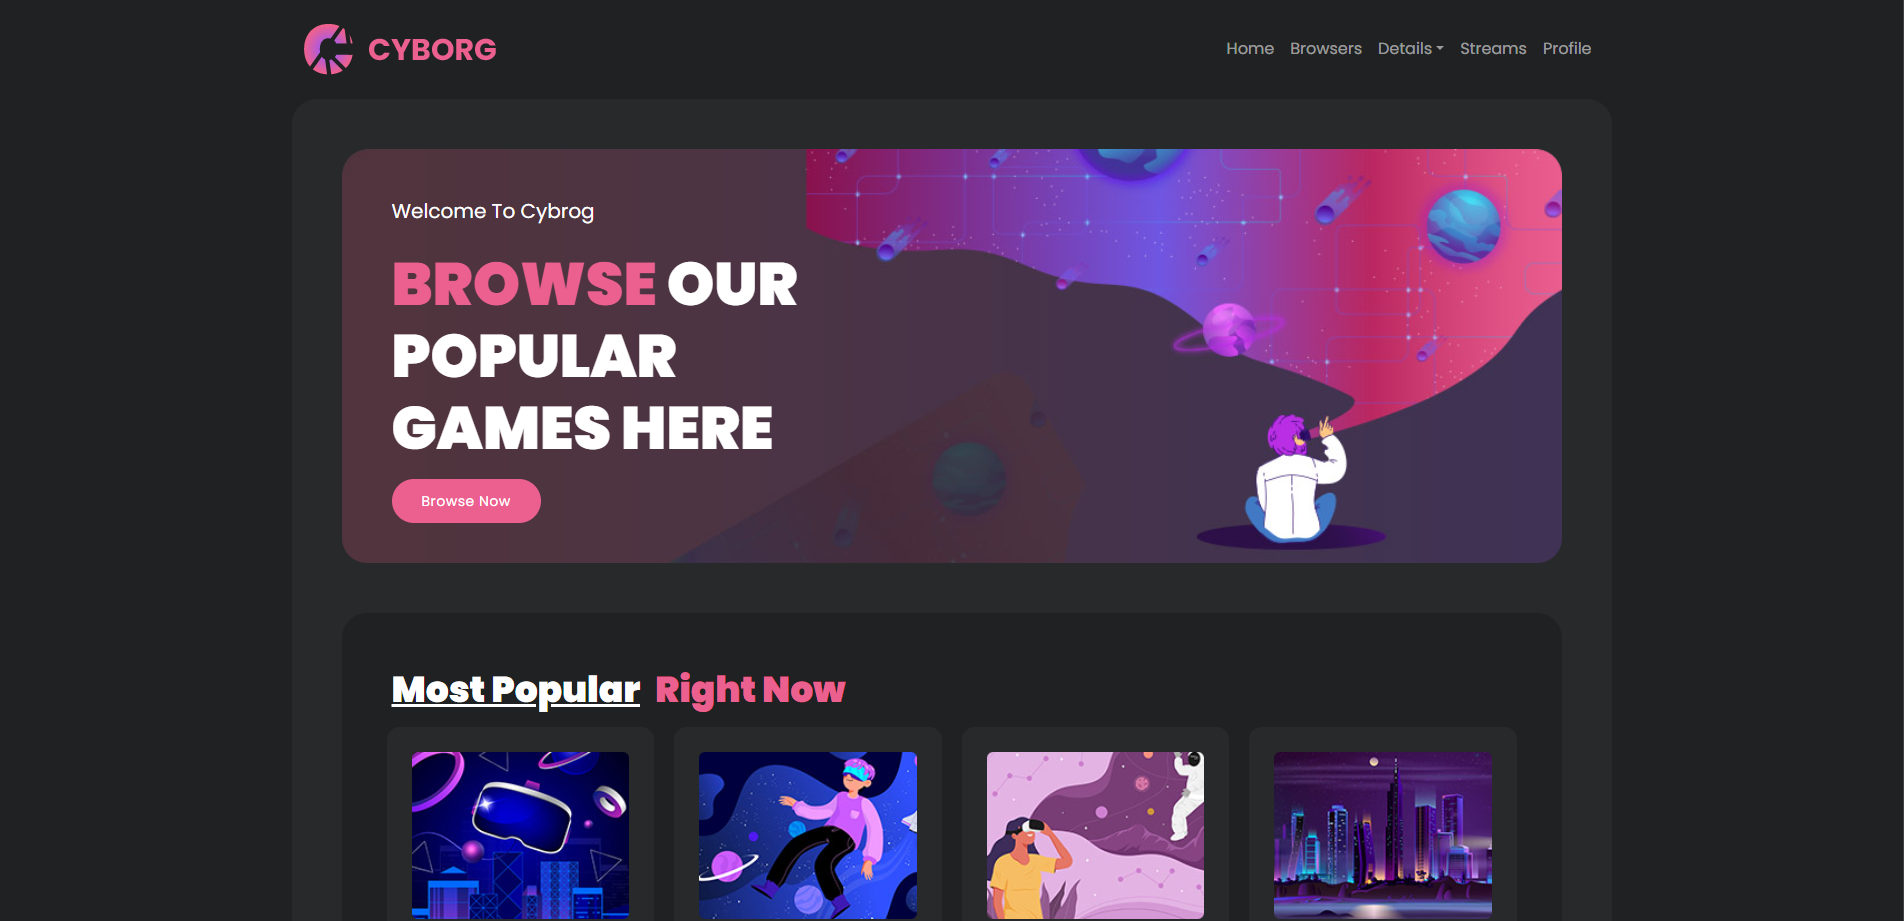 CYBORG
Home Browsers Details Streams Profile
Welcome To Cybrog
BROWSE OUR
POPULAR
GAMES HERE
Browse Now
Most Popular Right Now